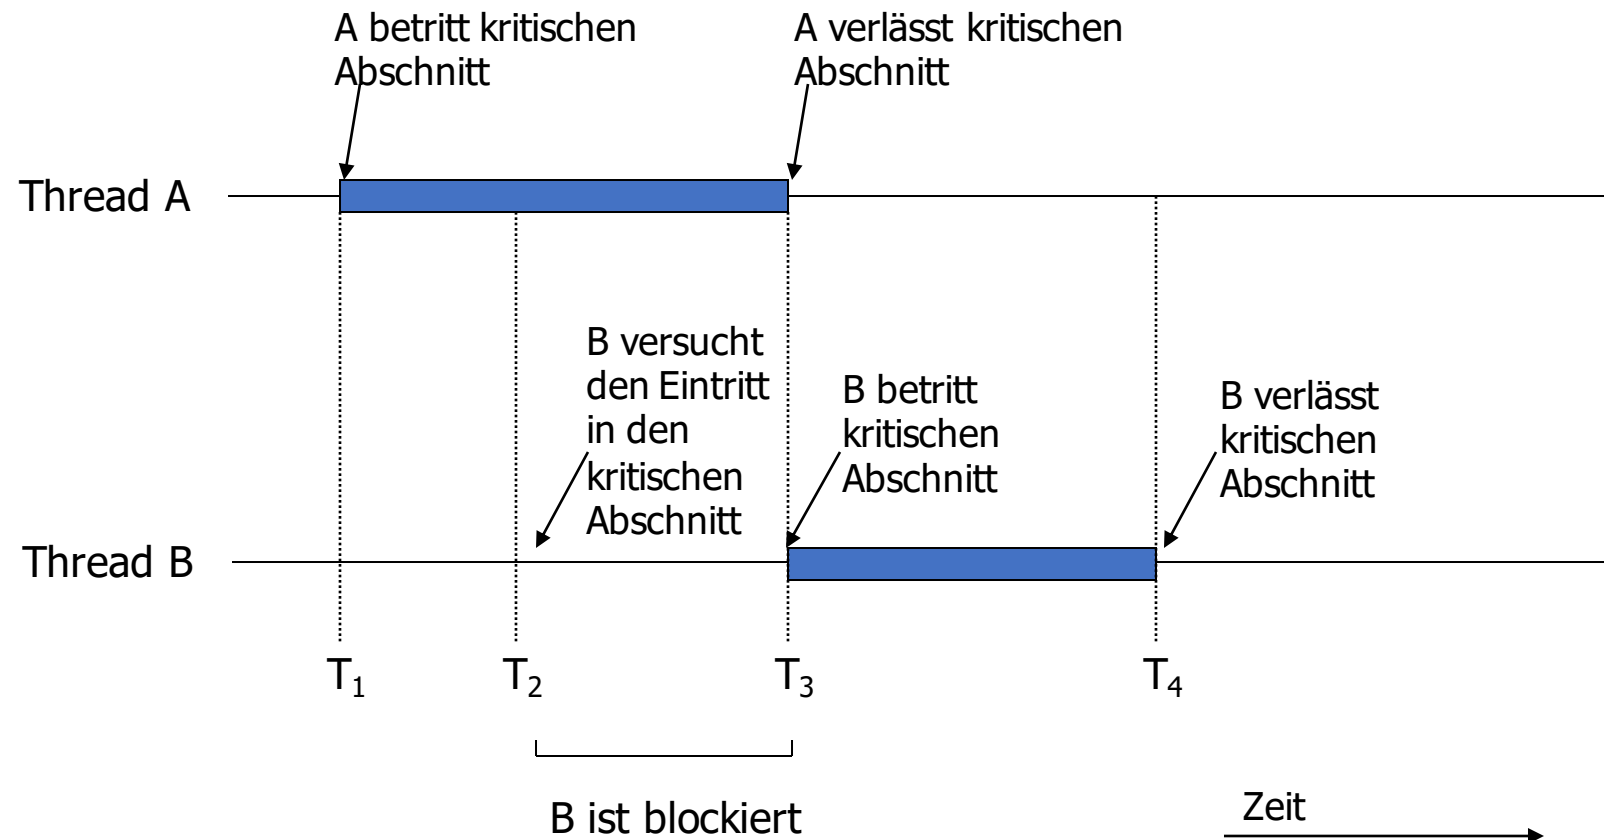 A betritt kritischen
Abschnitt
A verlässt kritischen
Abschnitt
Thread A
B versucht
den Eintritt
in den
kritischen
Abschnitt
B betritt
kritischen
Abschnitt
B verlässt
kritischen
Abschnitt
Thread B
T₁
T₂
T₃
T₄
B ist blockiert
Zeit